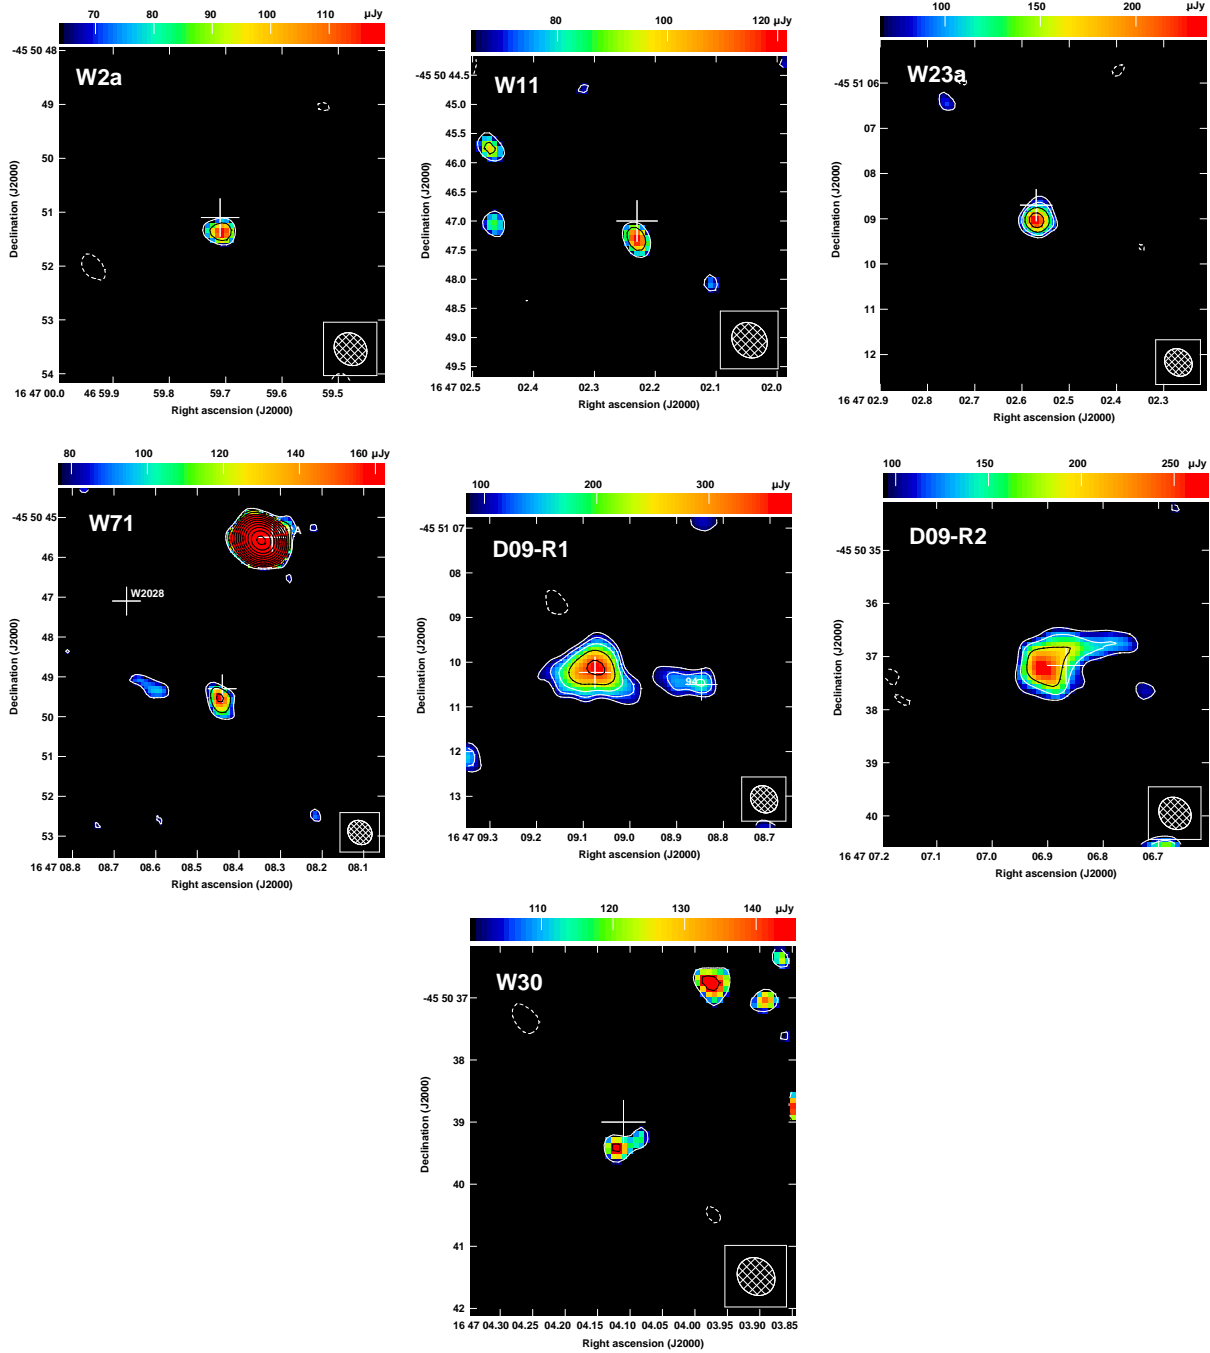 70 80 90 100 110 µJy
W2a
-45 50 48
49
50
51
52
53
54
Declination (J2000)
16 47 00.0 46 59.9 59.8 59.7 59.6 59.5
Right ascension (J2000)
80 100 120 µJy
W11
-45 50 44.5
45.0
45.5
46.0
46.5
47.0
47.5
48.0
48.5
49.0
49.5
Declination (J2000)
16 47 02.5 02.4 02.3 02.2 02.1 02.0
Right ascension (J2000)
100 150 200 µJy
W23a
-45 51 06
07
08
09
10
11
12
Declination (J2000)
16 47 02.9 02.8 02.7 02.6 02.5 02.4 02.3
Right ascension (J2000)
80 100 120 140 160 µJy
W71
A
W2028
-45 50 45
46
47
48
49
50
51
52
53
Declination (J2000)
16 47 08.8 08.7 08.6 08.5 08.4 08.3 08.2 08.1
Right ascension (J2000)
100 200 300 µJy
D09-R1
94
-45 51 07
08
09
10
11
12
13
Declination (J2000)
16 47 09.3 09.2 09.1 09.0 08.9 08.8 08.7
Right ascension (J2000)
100 150 200 250 µJy
D09-R2
-45 50 35
36
37
38
39
40
Declination (J2000)
16 47 07.2 07.1 07.0 06.9 06.8 06.7
Right ascension (J2000)
110 120 130 140 µJy
W30
-45 50 37
38
39
40
41
42
Declination (J2000)
16 47 04.30 04.25 04.20 04.15 04.10 04.05 04.00 03.95 03.90 03.85
Right ascension (J2000)